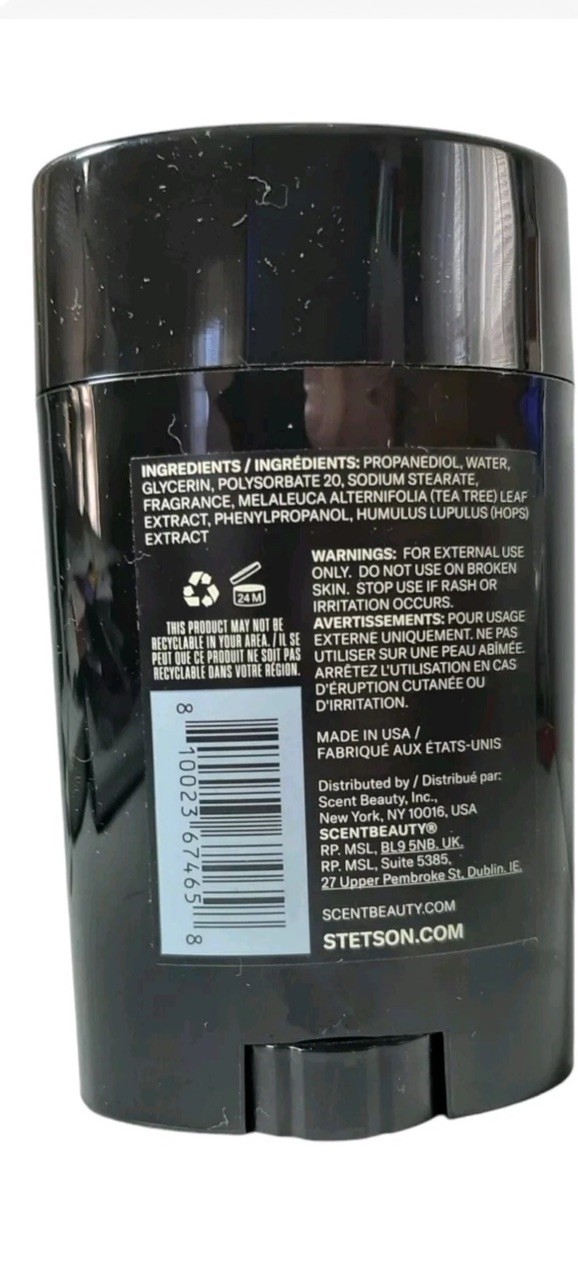 INGREDIENTS / INGRÉDIENTS: PROPANEDIOL, WATER,
GLYCERIN, POLYSORBATE 20, SODIUM STEARATE,
FRAGRANCE, MELALEUCA ALTERNIFOLIA (TEA TREE) LEAF
EXTRACT, PHENYLPROPANOL, HUMULUS LUPULUS (HOPS)
EXTRACT
24 M
THIS PRODUCT MAY NOT BE
RECYCLABLE IN YOUR AREA. / IL SE
PEUT QUE CE PRODUIT NE SOIT PAS
RECYCLABLE DANS VOTRE RÉGION.
8 10023 67465 8
WARNINGS: FOR EXTERNAL USE
ONLY. DO NOT USE ON BROKEN
SKIN. STOP USE IF RASH OR
IRRITATION OCCURS.
AVERTISSEMENTS: POUR USAGE
EXTERNE UNIQUEMENT. NE PAS
UTILISER SUR UNE PEAU ABÎMÉE.
ARRÊTEZ L'UTILISATION EN CAS
D'ÉRUPTION CUTANÉE OU
D'IRRITATION.
MADE IN USA /
FABRIQUÉ AUX ÉTATS-UNIS
Distributed by / Distribué par:
Scent Beauty, Inc.,
New York, NY 10016, USA
SCENTBEAUTY®
RP. MSL, BL9 5NB. UK.
RP. MSL, Suite 5385,
27 Upper Pembroke St, Dublin. IE.
SCENTBEAUTY.COM
STETSON.COM